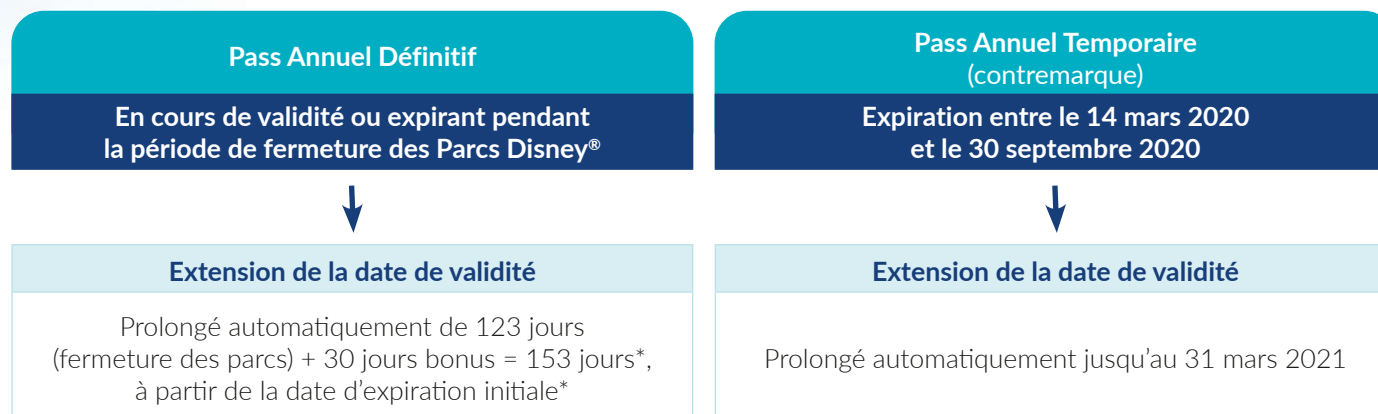 Pass Annuel Définitif
En cours de validité ou expirant pendant
la période de fermeture des Parcs Disney®
Extension de la date de validité
Prolongé automatiquement de 123 jours
(fermeture des parcs) + 30 jours bonus = 153 jours*,
à partir de la date d’expiration initiale*
Pass Annuel Temporaire
(contremarque)
Expiration entre le 14 mars 2020
et le 30 septembre 2020
Extension de la date de validité
Prolongé automatiquement jusqu’au 31 mars 2021